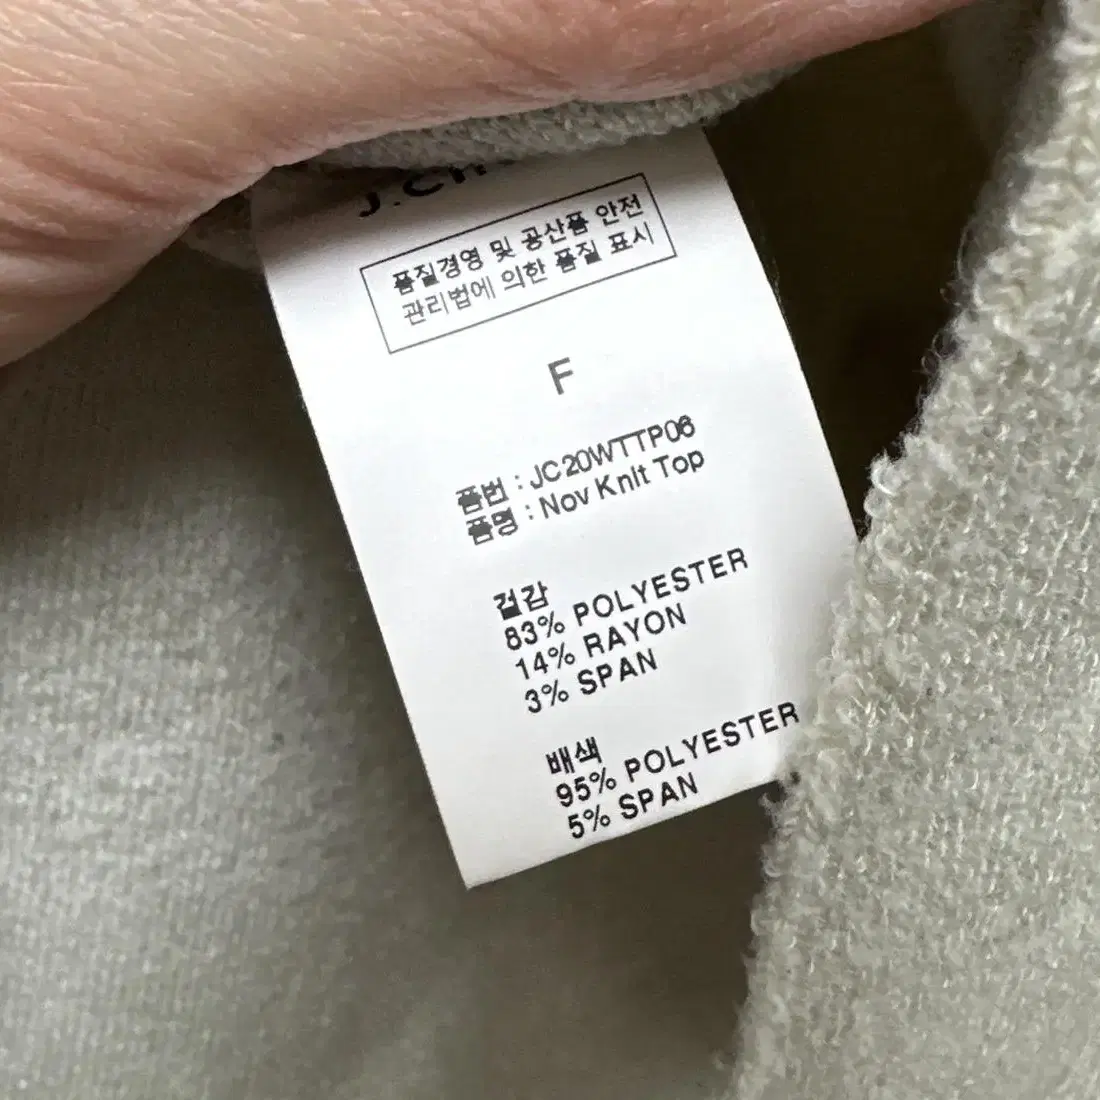 품질경영 및 공산품 안전
관리법에 의한 품질 표시
F
품번 : JC20WTTP06
품명 : Nov Knit Top
겉감
83% POLYESTER
14% RAYON
3% SPAN
배색
95% POLYESTER
5% SPAN